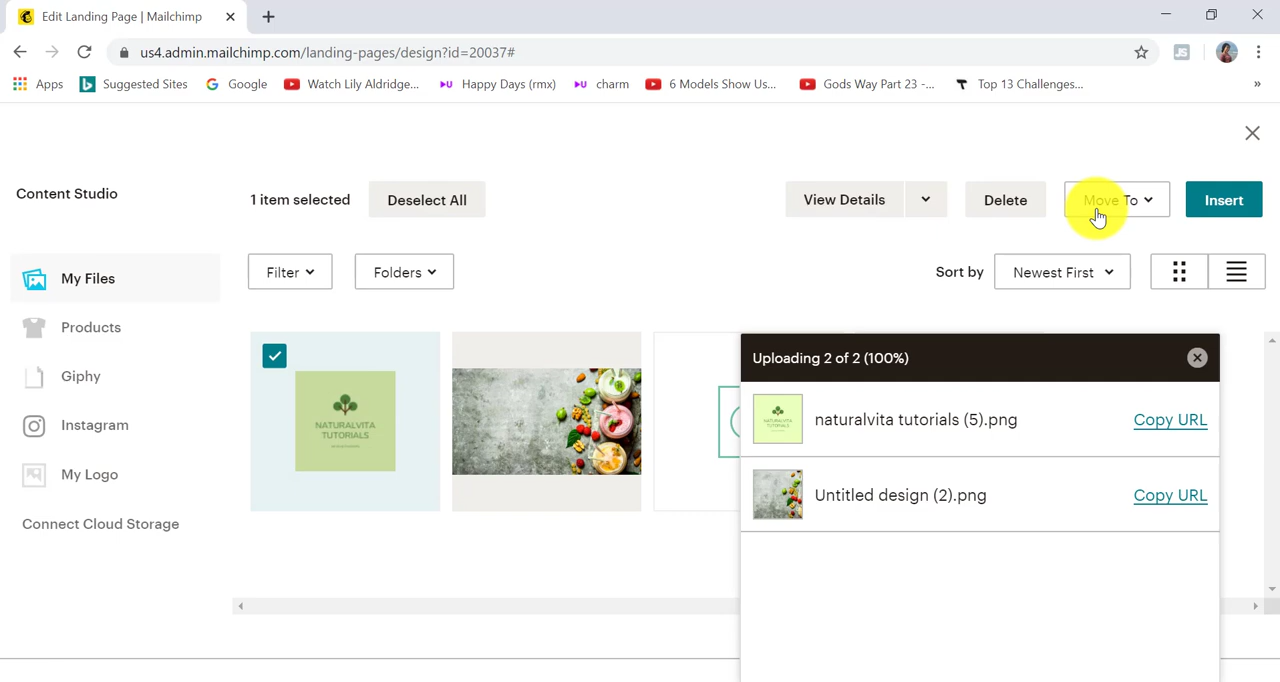 Edit Landing Page | Mailchimp
us4.admin.mailchimp.com/landing-pages/design?id=20037#
JS
Apps
Suggested Sites
Google
Watch Lily Aldridge...
Happy Days (rmx)
charm
6 Models Show Us...
Gods Way Part 23 -...
Top 13 Challenges...
»
Content Studio
1 item selected
Deselect All
View Details
Delete
Move To
Insert
My Files
Filter
Folders
Sort by
Newest First
Products
Giphy
Instagram
My Logo
Connect Cloud Storage
NATURALVITA
TUTORIALS
Uploading 2 of 2 (100%)
NATURALVITA
TUTORIALS
naturalvita tutorials (5).png
Copy URL
Untitled design (2).png
Copy URL